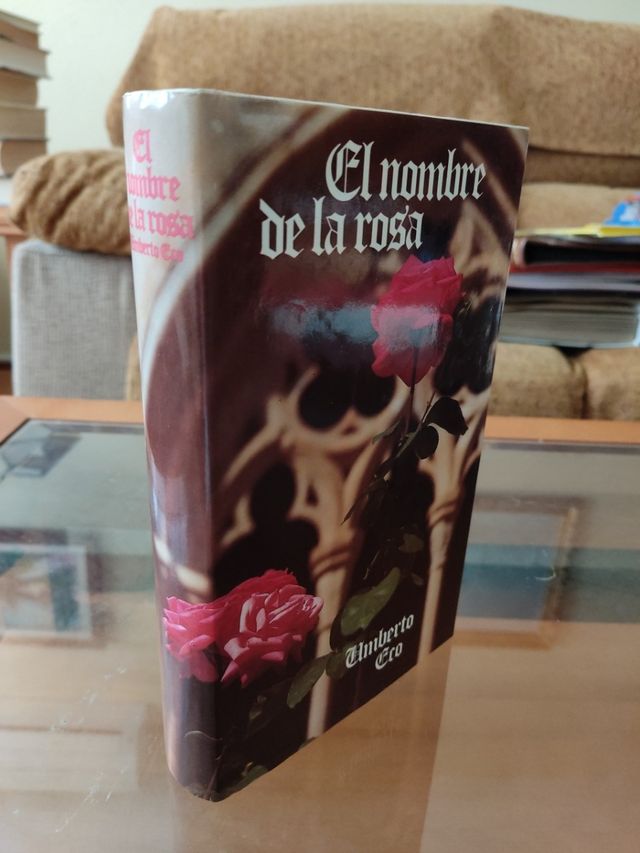 El
nombre
de la rosa
Umberto Eco
El nombre
de la rosa
Umberto
Eco